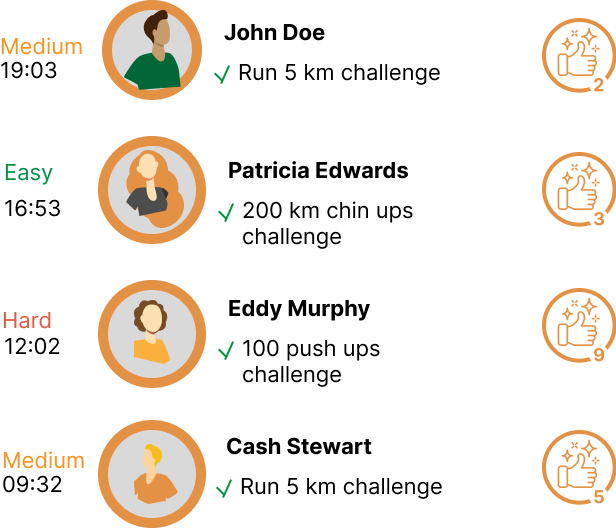 Medium
19:03
John Doe
Run 5 km challenge
2
Easy
16:53
Patricia Edwards
200 km chin ups
challenge
3
Hard
12:02
Eddy Murphy
100 push ups
challenge
9
Medium
09:32
Cash Stewart
Run 5 km challenge
5